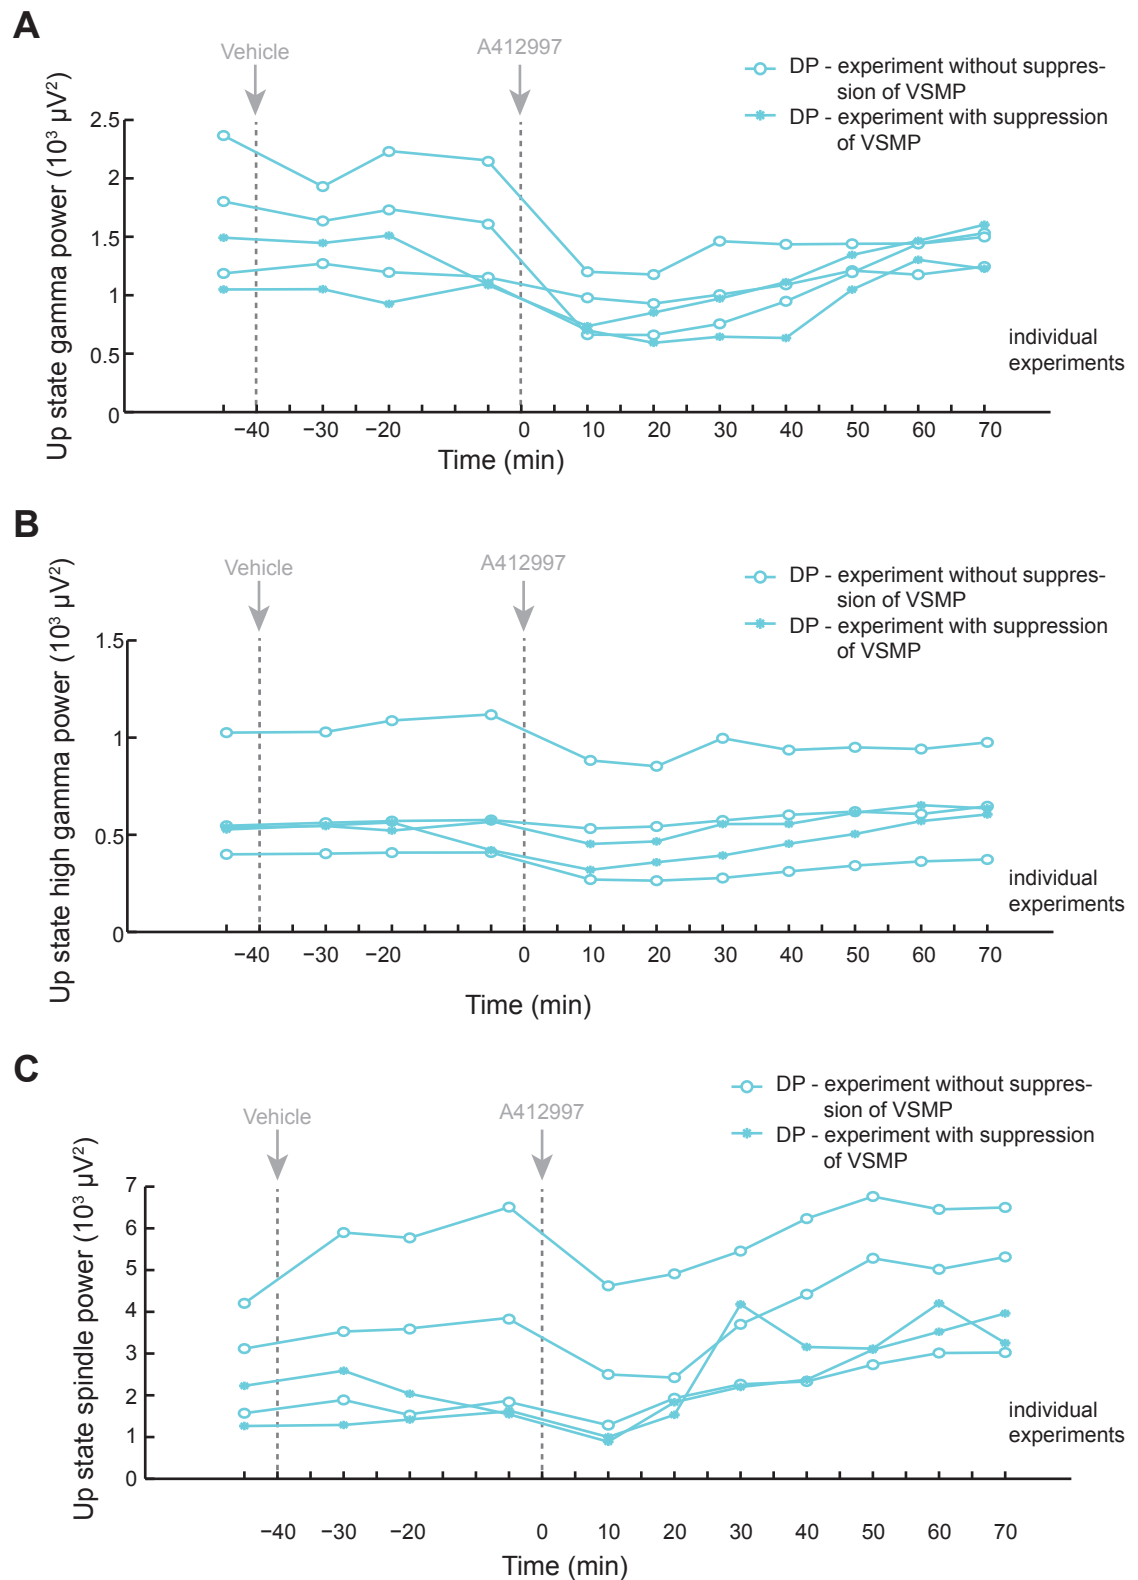 A
Vehicle
A412997
DP - experiment without suppres-
sion of VSMP
DP - experiment with suppression
of VSMP
Up state gamma power (10³ µV²)
2.5
2
1.5
1
0.5
0
−40 −30 −20 0 10 20 30 40 50 60 70
Time (min)
individual
experiments
B
Vehicle
A412997
DP - experiment without suppres-
sion of VSMP
DP - experiment with suppression
of VSMP
Up state high gamma power (10³ µV²)
1.5
1
0.5
0
−40 −30 −20 0 10 20 30 40 50 60 70
Time (min)
individual
experiments
C
Vehicle
A412997
DP - experiment without suppres-
sion of VSMP
DP - experiment with suppression
of VSMP
Up state spindle power (10³ µV²)
7
6
5
4
3
2
1
0
−40 −30 −20 0 10 20 30 40 50 60 70
Time (min)
individual
experiments